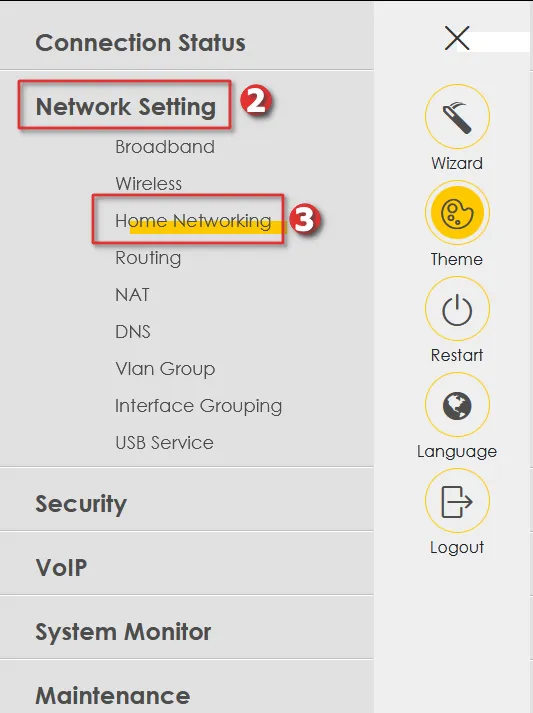 Connection Status
Network Setting 2
Broadband
Wireless
Home Networking 3
Routing
NAT
DNS
Vlan Group
Interface Grouping
USB Service
Security
VoIP
System Monitor
Maintenance
Wizard
Theme
Restart
Language
Logout